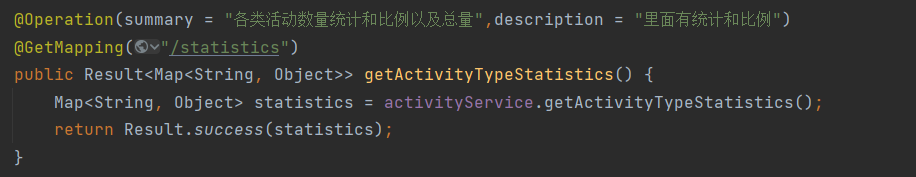 @Operation(summary = "各类活动数量统计和比例以及总量",description = "里面有统计和比例")
@GetMapping("/statistics")
public Result<Map<String, Object>> getActivityTypeStatistics() {
    Map<String, Object> statistics = activityService.getActivityTypeStatistics();
    return Result.success(statistics);
}